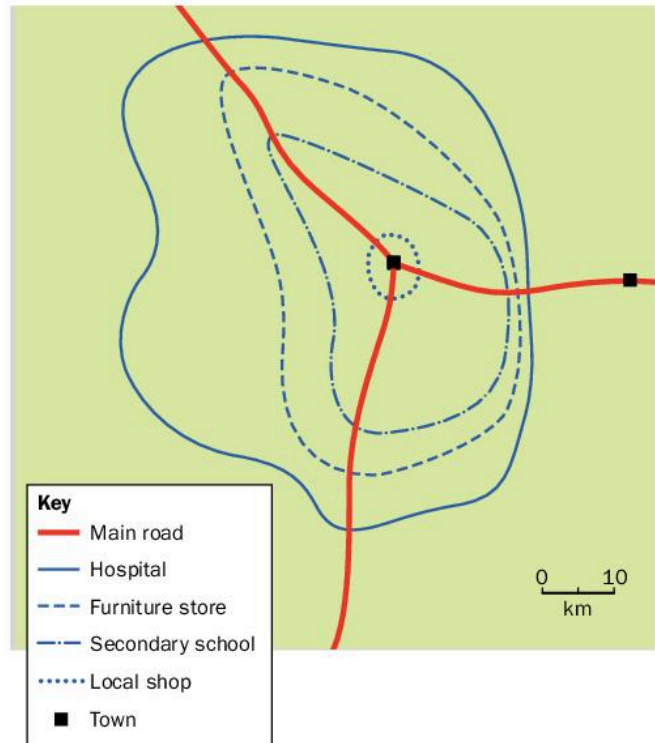 0 10
km
Key
Main road
Hospital
Furniture store
Secondary school
Local shop
Town